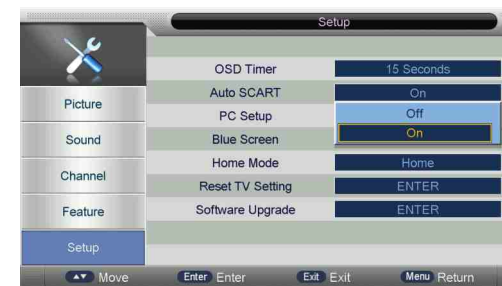 Setup
OSD Timer 15 Seconds
Auto SCART On
PC Setup Off
Blue Screen On
Home Mode Home
Reset TV Setting ENTER
Software Upgrade ENTER
Picture
Sound
Channel
Feature
Setup
Move Enter Enter Exit Exit Menu Return